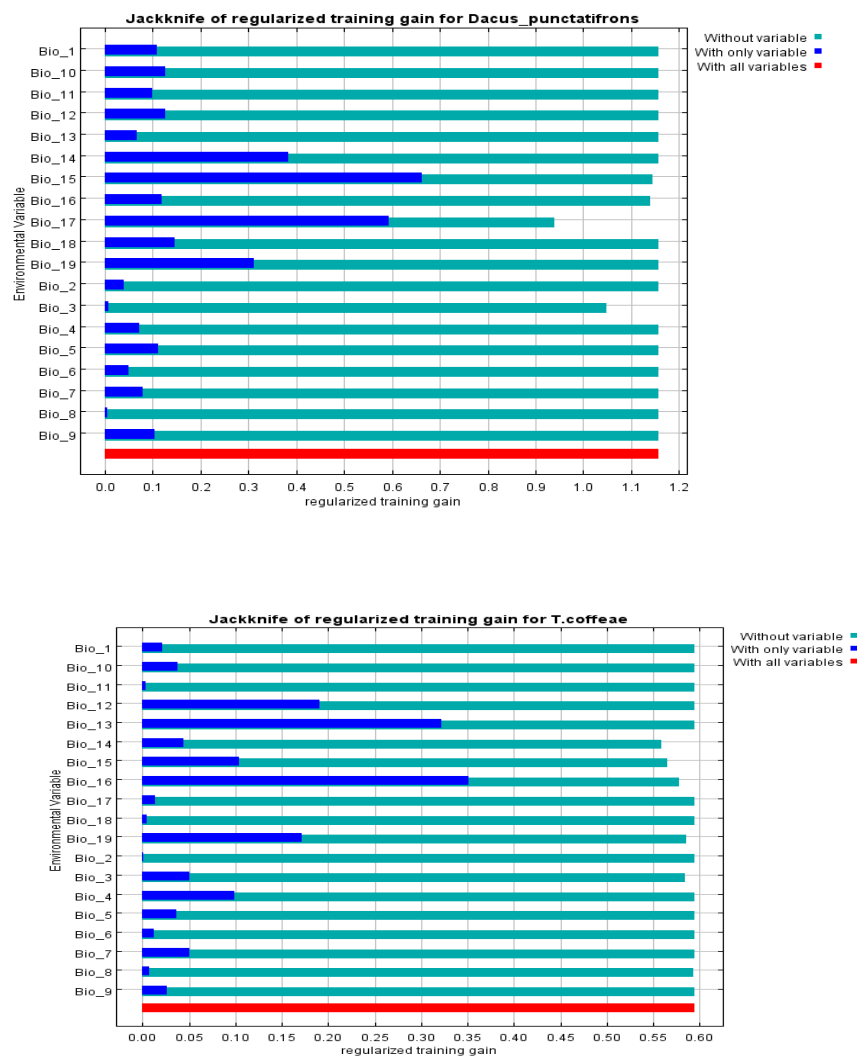 Jackknife of regularized training gain for Dacus_punctatifrons
Without variable
With only variable
With all variables
Environmental Variable
Bio_1
Bio_10
Bio_11
Bio_12
Bio_13
Bio_14
Bio_15
Bio_16
Bio_17
Bio_18
Bio_19
Bio_2
Bio_3
Bio_4
Bio_5
Bio_6
Bio_7
Bio_8
Bio_9
0.0 0.1 0.2 0.3 0.4 0.5 0.6 0.7 0.8 0.9 1.0 1.1 1.2
regularized training gain
Jackknife of regularized training gain for T.coffeae
Without variable
With only variable
With all variables
Environmental Variable
Bio_1
Bio_10
Bio_11
Bio_12
Bio_13
Bio_14
Bio_15
Bio_16
Bio_17
Bio_18
Bio_19
Bio_2
Bio_3
Bio_4
Bio_5
Bio_6
Bio_7
Bio_8
Bio_9
0.00 0.05 0.10 0.15 0.20 0.25 0.30 0.35 0.40 0.45 0.50 0.55 0.60
regularized training gain